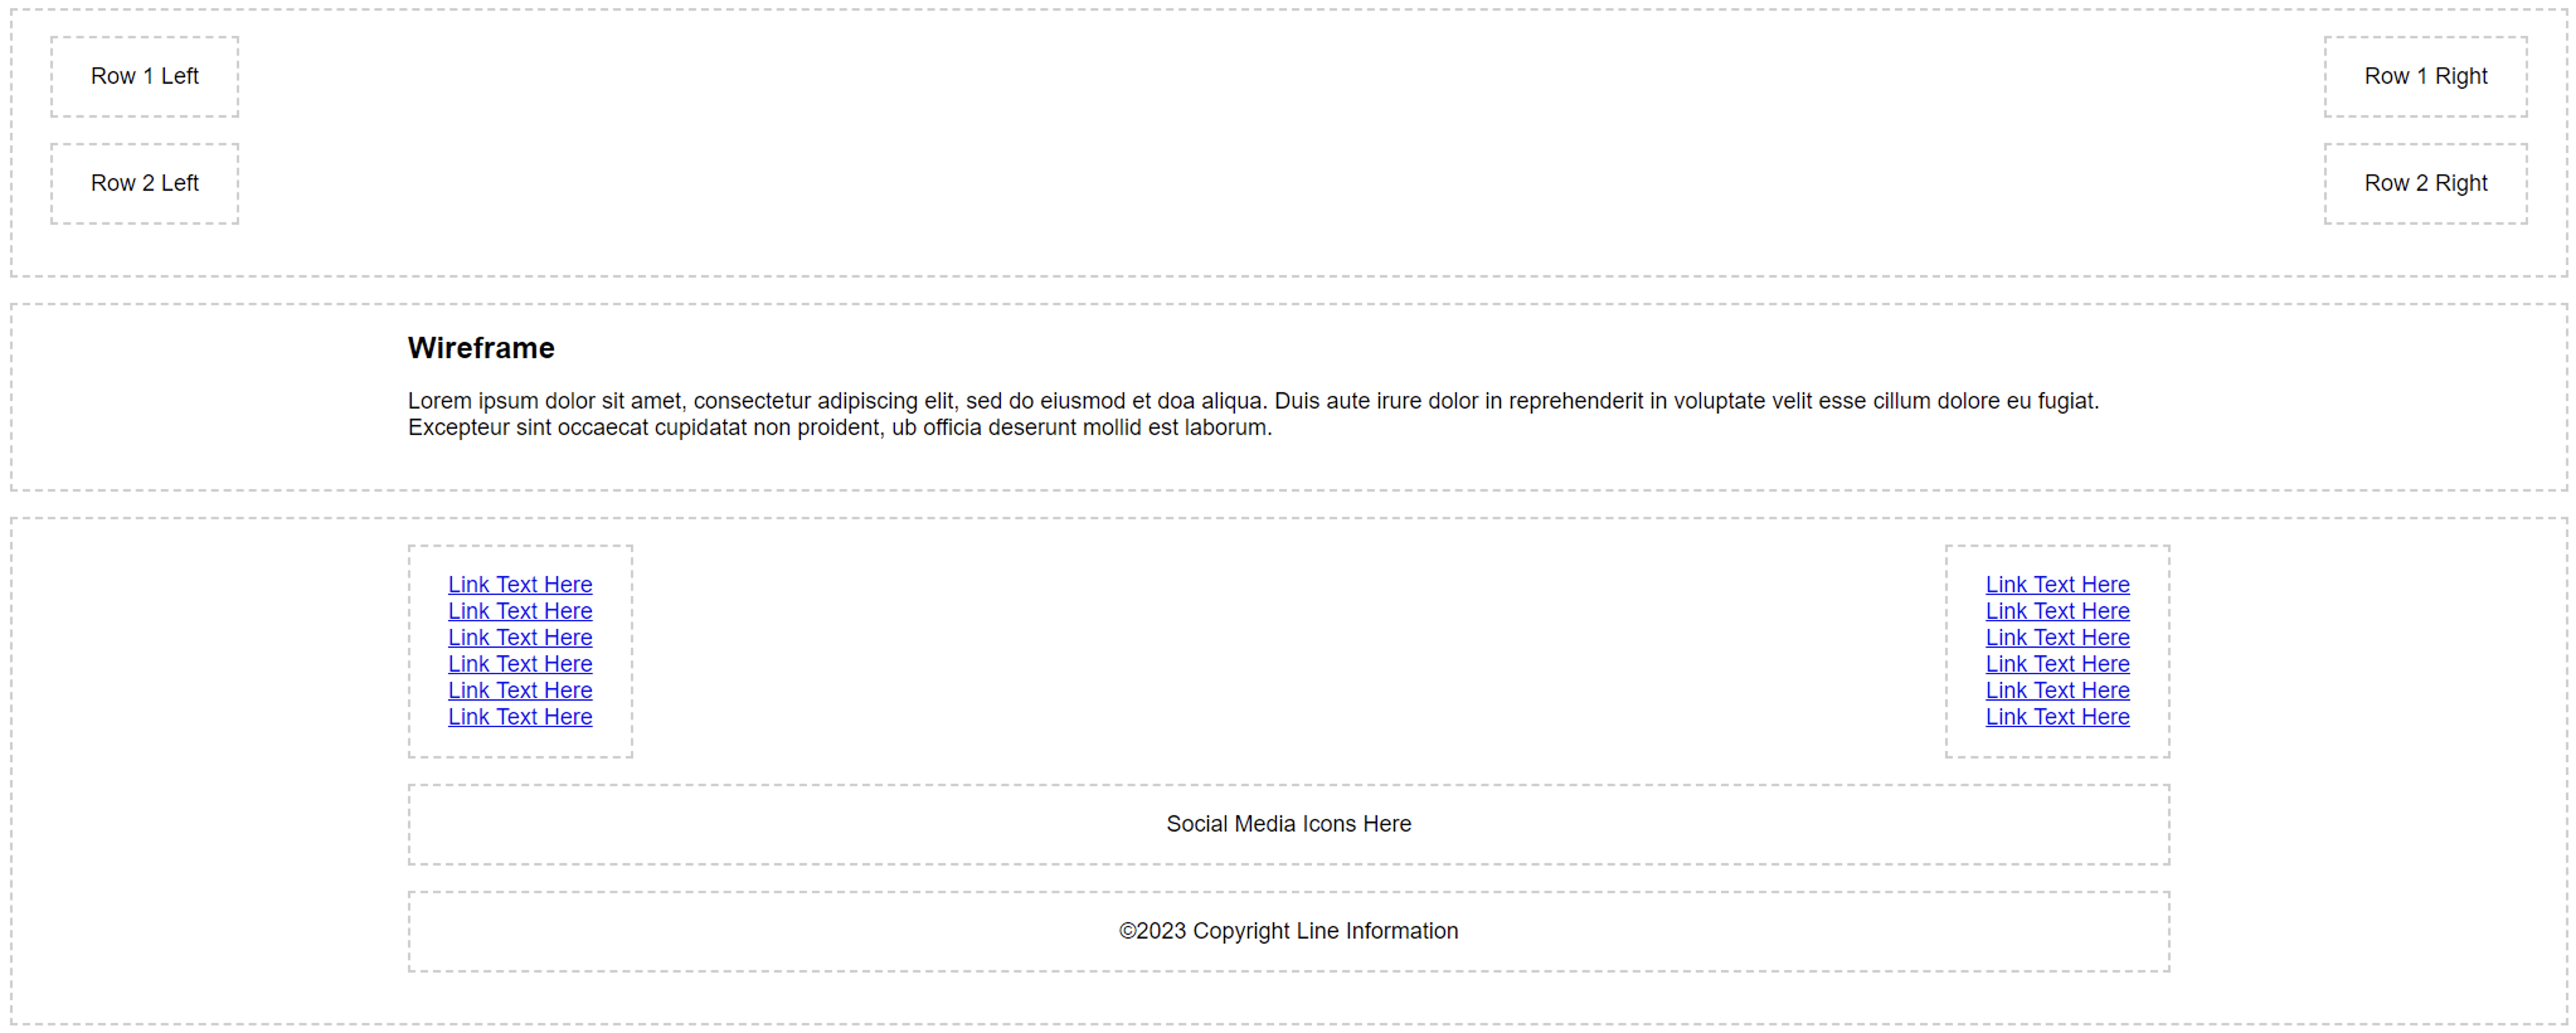 Row 1 Left
Row 1 Right
Row 2 Left
Row 2 Right
Wireframe
Lorem ipsum dolor sit amet, consectetur adipiscing elit, sed do eiusmod et doa aliqua. Duis aute irure dolor in reprehenderit in voluptate velit esse cillum dolore eu fugiat.
Excepteur sint occaecat cupidatat non proident, ub officia deserunt mollid est laborum.
Link Text Here
Link Text Here
Link Text Here
Link Text Here
Link Text Here
Link Text Here
Link Text Here
Link Text Here
Link Text Here
Link Text Here
Link Text Here
Link Text Here
Social Media Icons Here
©2023 Copyright Line Information